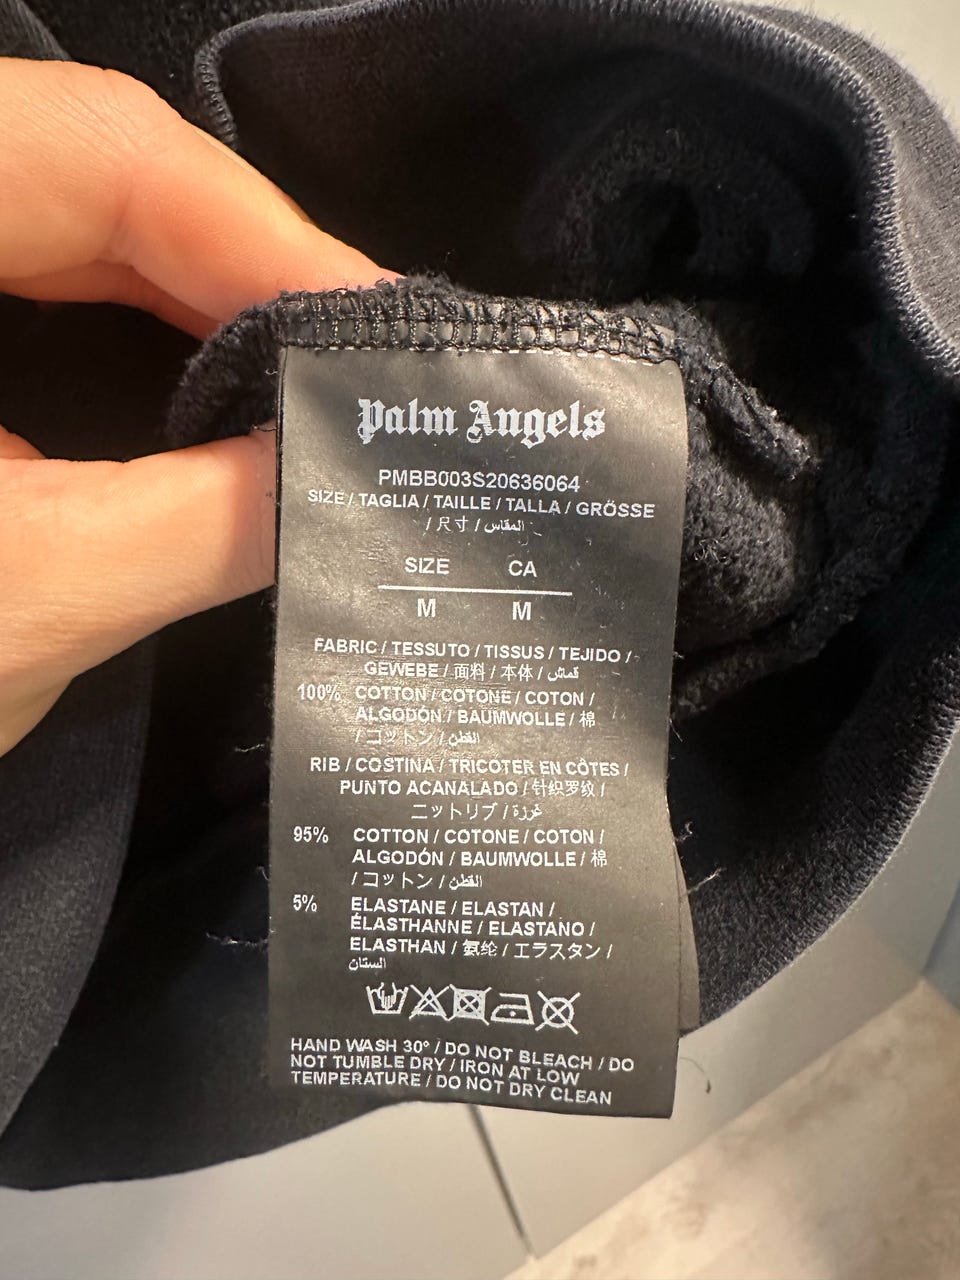 Palm Angels
PMBB003S20636064
SIZE / TAGLIA / TAILLE / TALLA / GRÖSSE
/ 尺寸 / المقاس
SIZE CA
M M
FABRIC / TESSUTO / TISSUS / TEJIDO /
GEWEBE / 面料 / 本体 / قماش
100% COTTON / COTONE / COTON /
ALGODÓN / BAUMWOLLE / 棉
/ コットン / القطن
RIB / COSTINA / TRICOTER EN CÔTES /
PUNTO ACANALADO / 针织罗纹 /
ニットリブ / غرزة
95% COTTON / COTONE / COTON /
ALGODÓN / BAUMWOLLE / 棉
/ コットン / القطن
5% ELASTANE / ELASTAN /
ÉLASTHANNE / ELASTANO /
ELASTHAN / 氨纶 / エラスタン /
الستان
HAND WASH 30° / DO NOT BLEACH / DO
NOT TUMBLE DRY / IRON AT LOW
TEMPERATURE / DO NOT DRY CLEAN